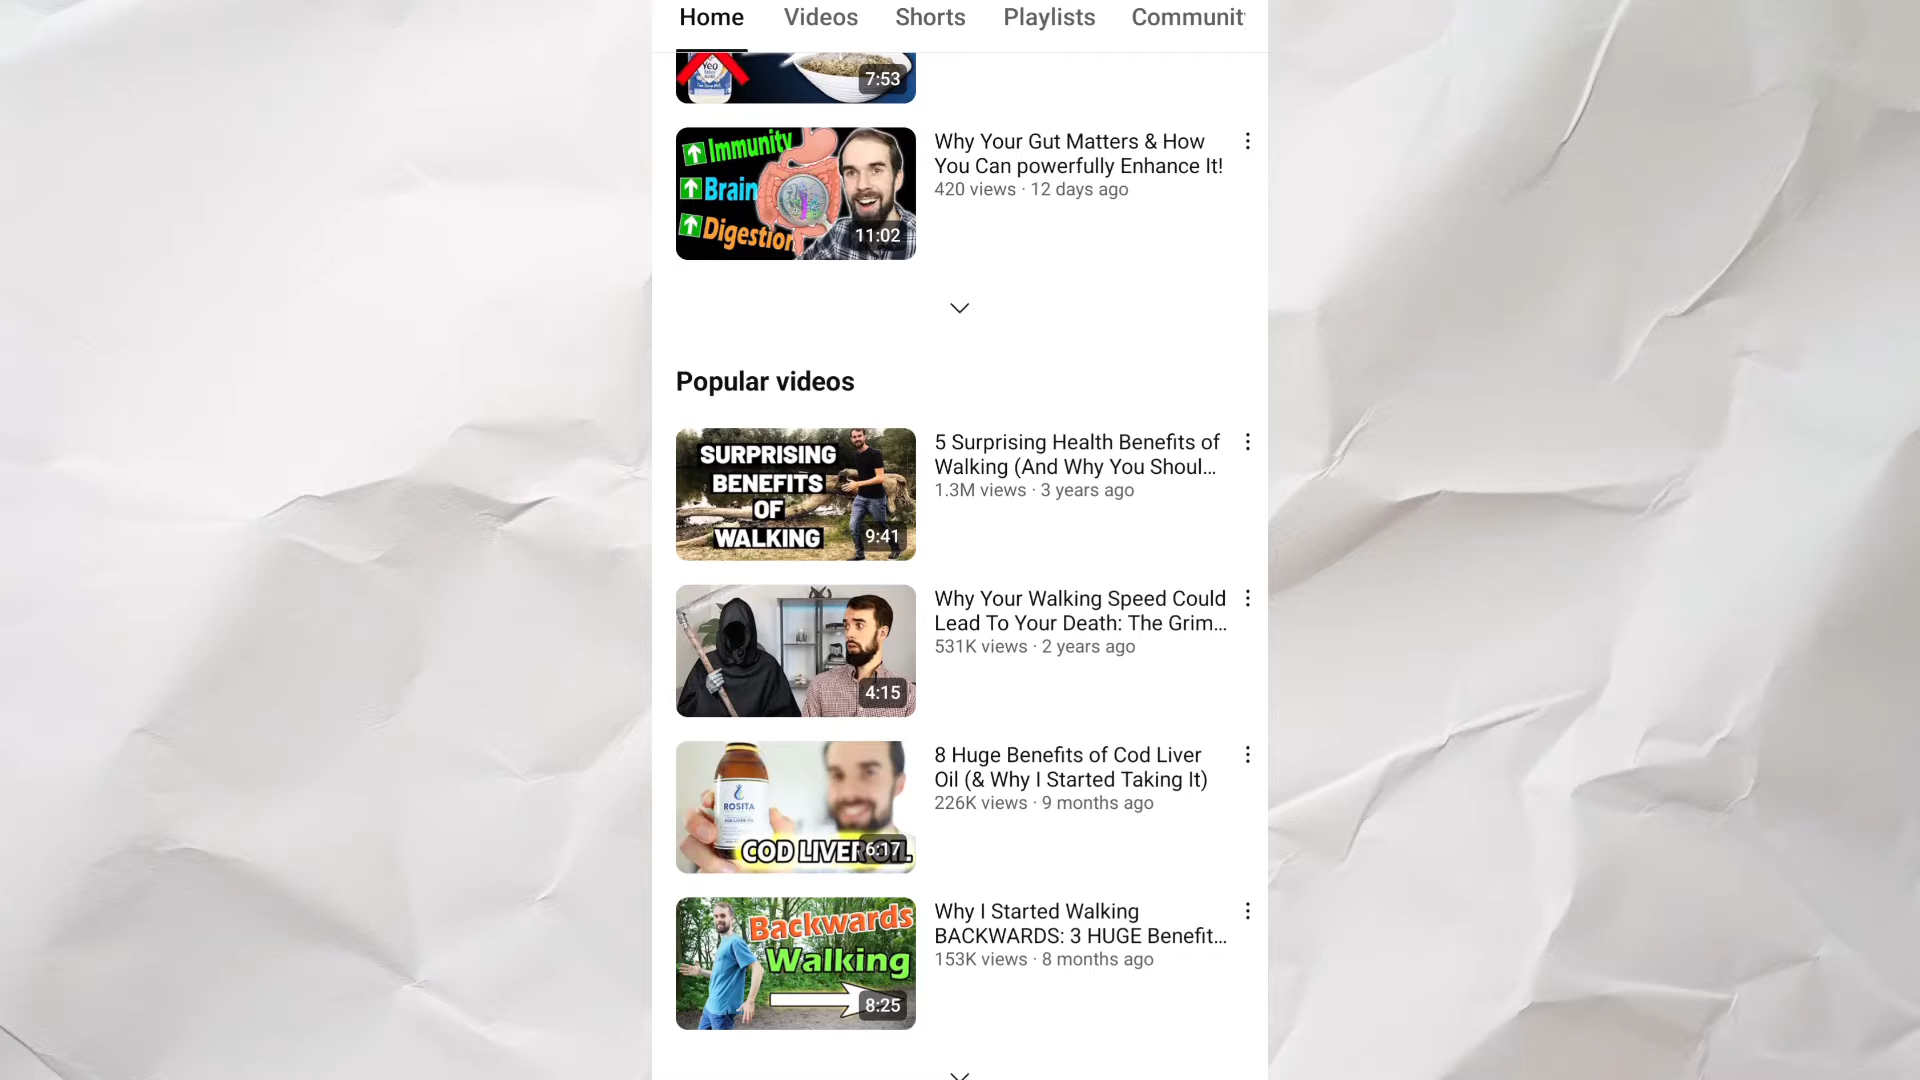 Home Videos Shorts Playlists Communit
Yeo
7:53
Immunity
Brain
Digestion
11:02
Why Your Gut Matters & How
You Can powerfully Enhance It!
420 views · 12 days ago
Popular videos
SURPRISING
BENEFITS
OF
WALKING
9:41
5 Surprising Health Benefits of
Walking (And Why You Shoul...
1.3M views · 3 years ago
4:15
Why Your Walking Speed Could
Lead To Your Death: The Grim...
531K views · 2 years ago
ROSITA
COD LIVER OIL
COD LIVER OIL
6:17
8 Huge Benefits of Cod Liver
Oil (& Why I Started Taking It)
226K views · 9 months ago
Backwards
Walking
8:25
Why I Started Walking
BACKWARDS: 3 HUGE Benefit...
153K views · 8 months ago